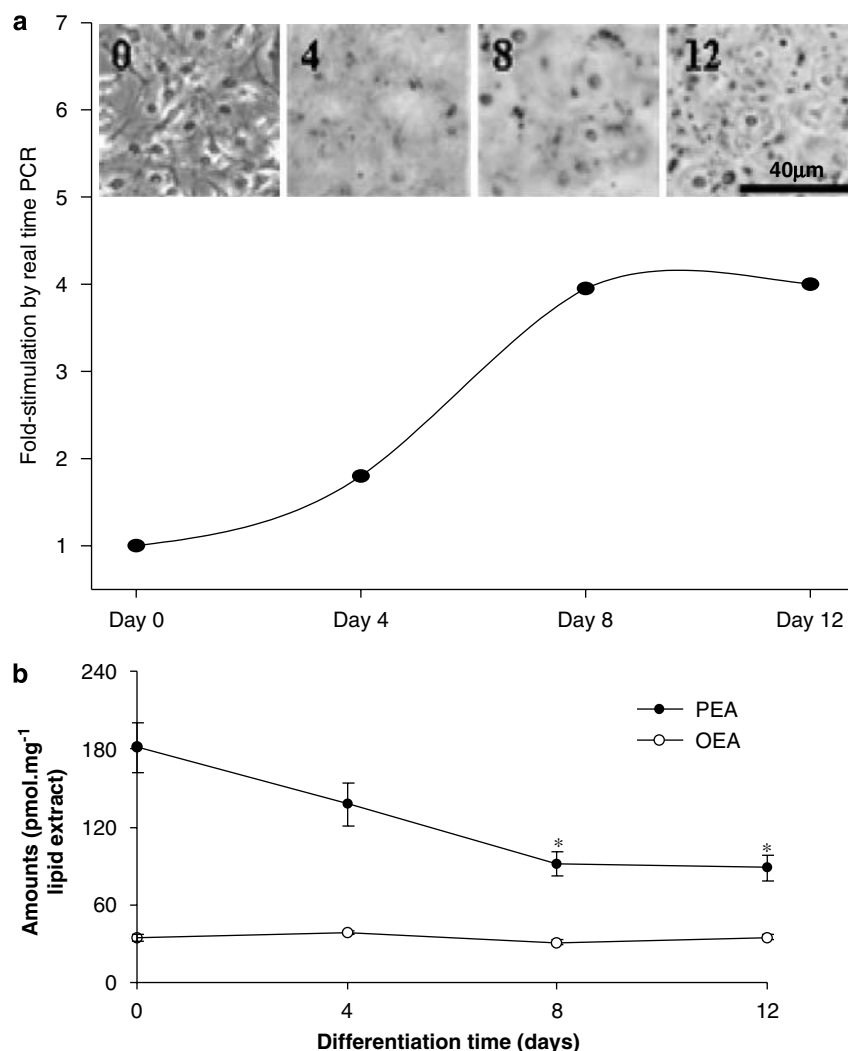 a
7
6
5
4
3
2
1
Fold-stimulation by real time PCR
0
4
8
12
40μm
Day 0
Day 4
Day 8
Day 12
b
240
180
120
60
0
Amounts (pmol.mg⁻¹
lipid extract)
PEA
OEA
*
*
0
4
8
12
Differentiation time (days)